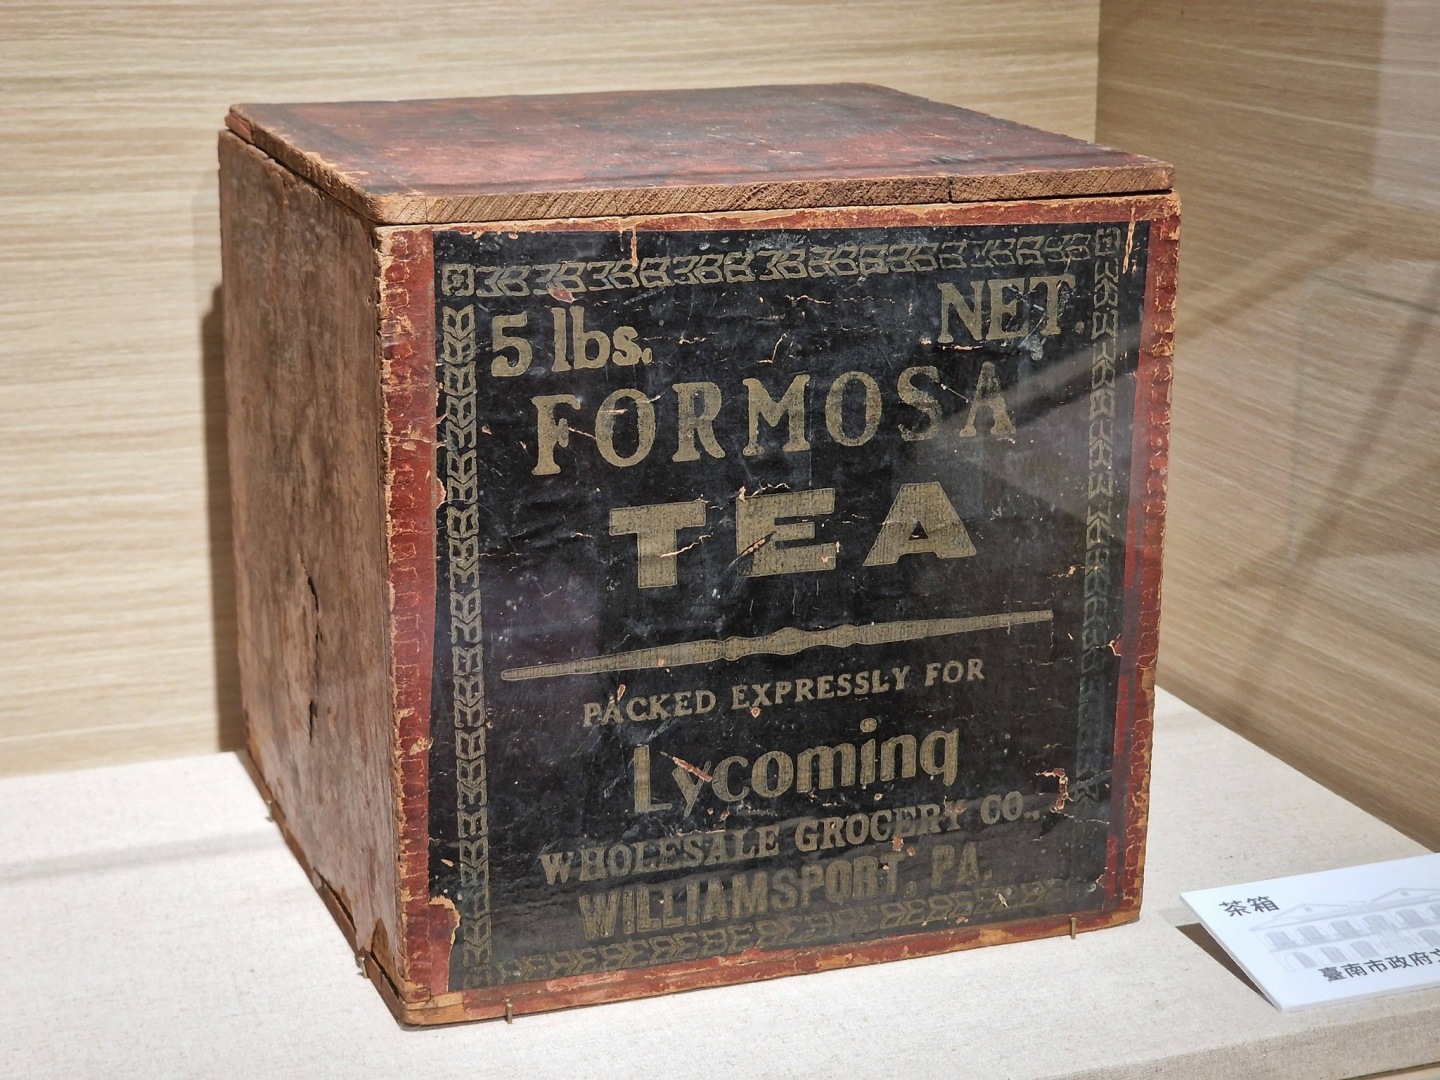 5 lbs. NET
FORMOSA
TEA
PACKED EXPRESSLY FOR
Lycoming
WHOLESALE GROCERY CO.,
WILLIAMSPORT, PA.
茶箱
臺南市政府文